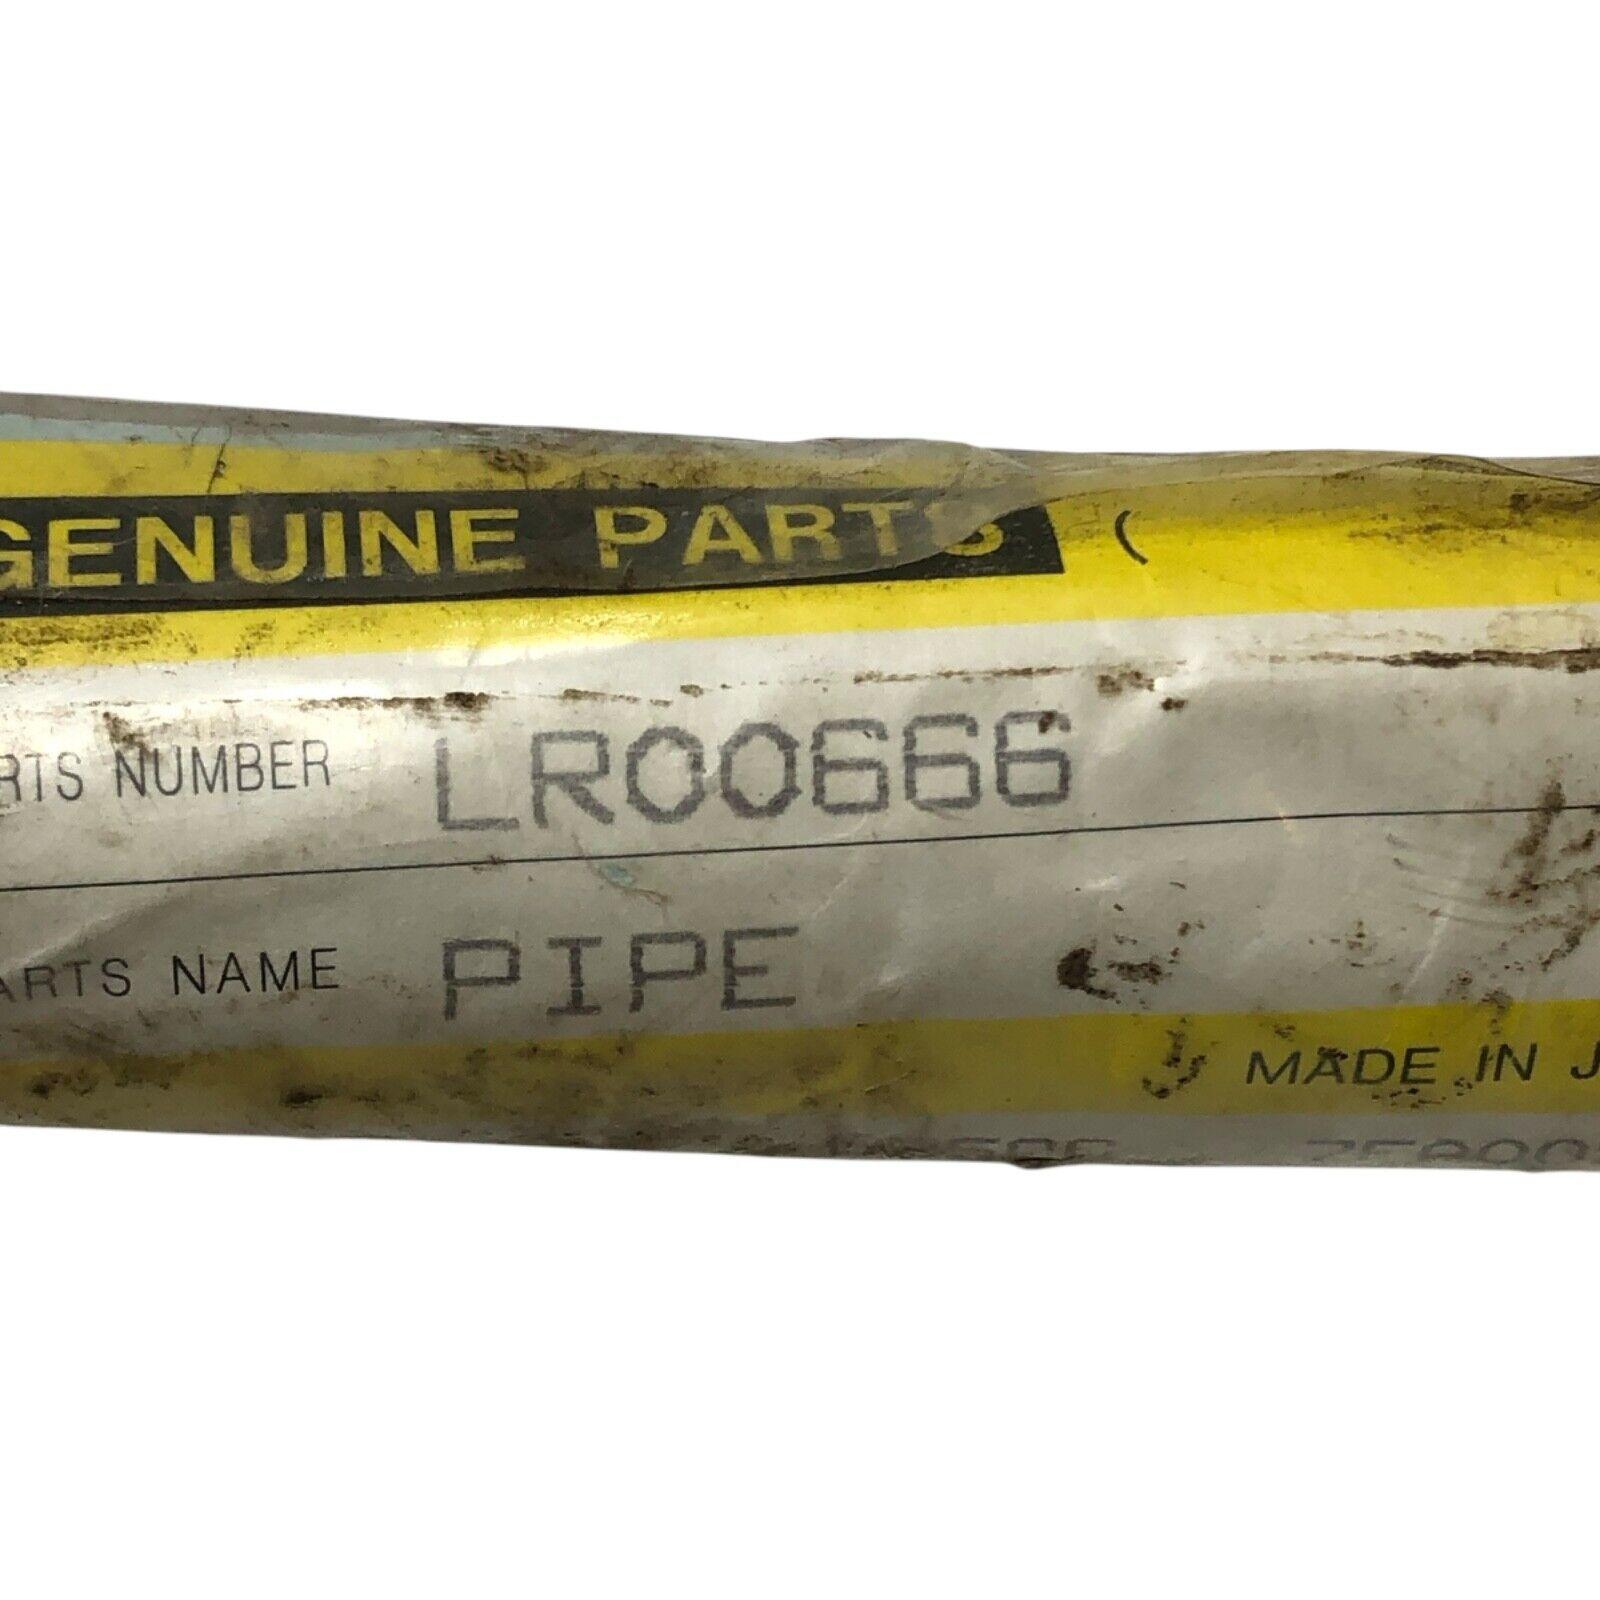 GENUINE PARTS (
RTS NUMBER LR00666
ARTS NAME PIPE
MADE IN J